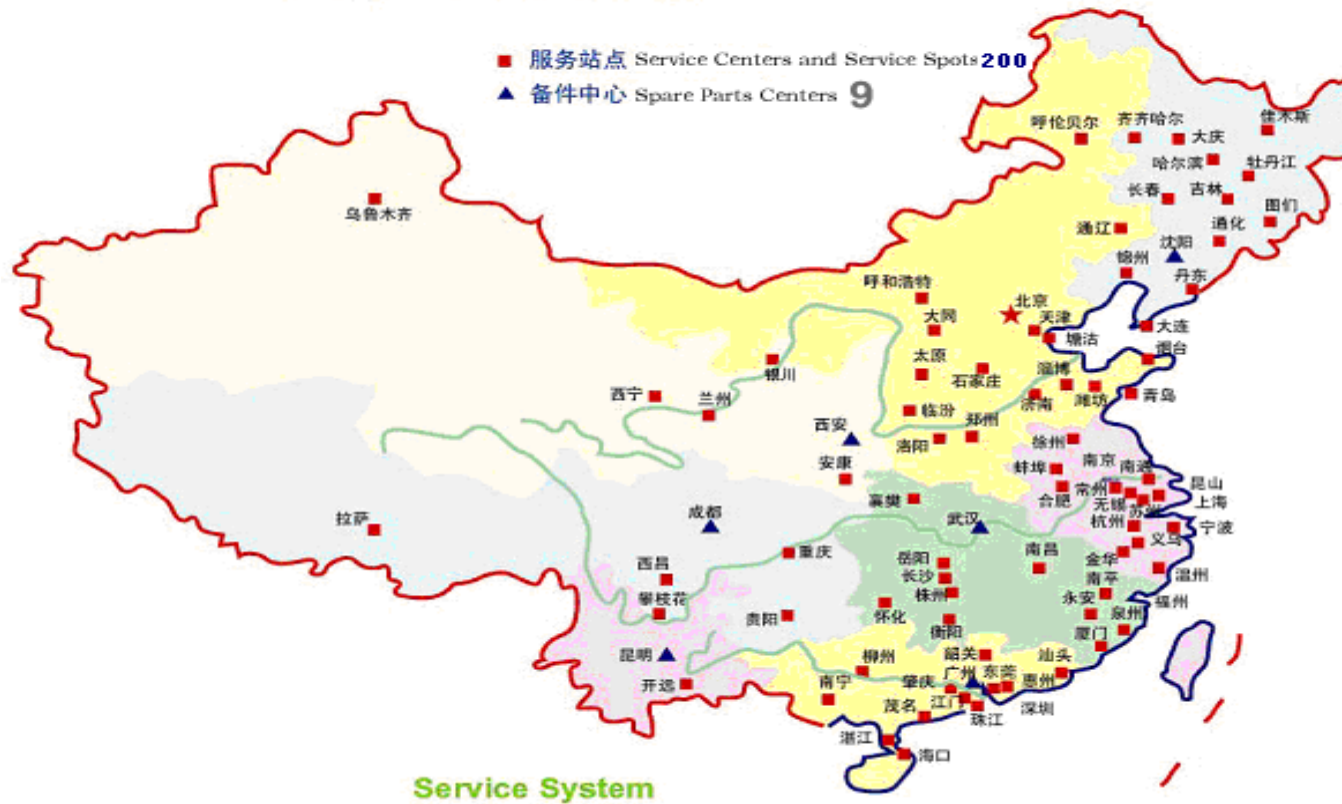 服务站点 Service Centers and Service Spots 200
备件中心 Spare Parts Centers 9
呼伦贝尔
齐齐哈尔
大庆
佳木斯
哈尔滨
牡丹江
乌鲁木齐
长春
吉林
图们
通辽
通化
沈阳
锦州
丹东
呼和浩特
北京
大同
天津
大连
塘沽
太原
烟台
银川
石家庄
淄博
西宁
兰州
济南
潍坊
青岛
临汾
西安
洛阳
郑州
徐州
安康
蚌埠
南京
南通
昆山
襄樊
合肥
常州
无锡
苏州
上海
拉萨
成都
武汉
杭州
宁波
重庆
南昌
义乌
西昌
岳阳
金华
长沙
南平
温州
攀枝花
株洲
永安
福州
贵阳
怀化
衡阳
泉州
厦门
昆明
柳州
韶关
汕头
开远
南宁
肇庆
广州
东莞
惠州
茂名
江门
珠江
深圳
湛江
海口
Service System